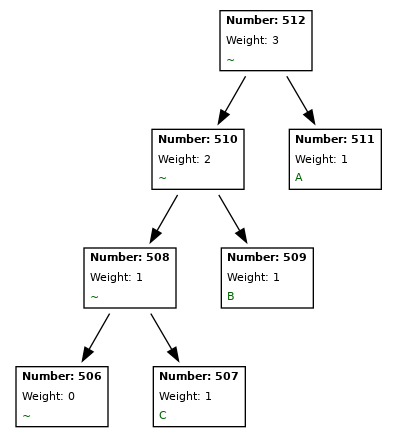 Number: 512
Weight: 3
~
Number: 510
Weight: 2
~
Number: 511
Weight: 1
A
Number: 508
Weight: 1
~
Number: 509
Weight: 1
B
Number: 506
Weight: 0
~
Number: 507
Weight: 1
C